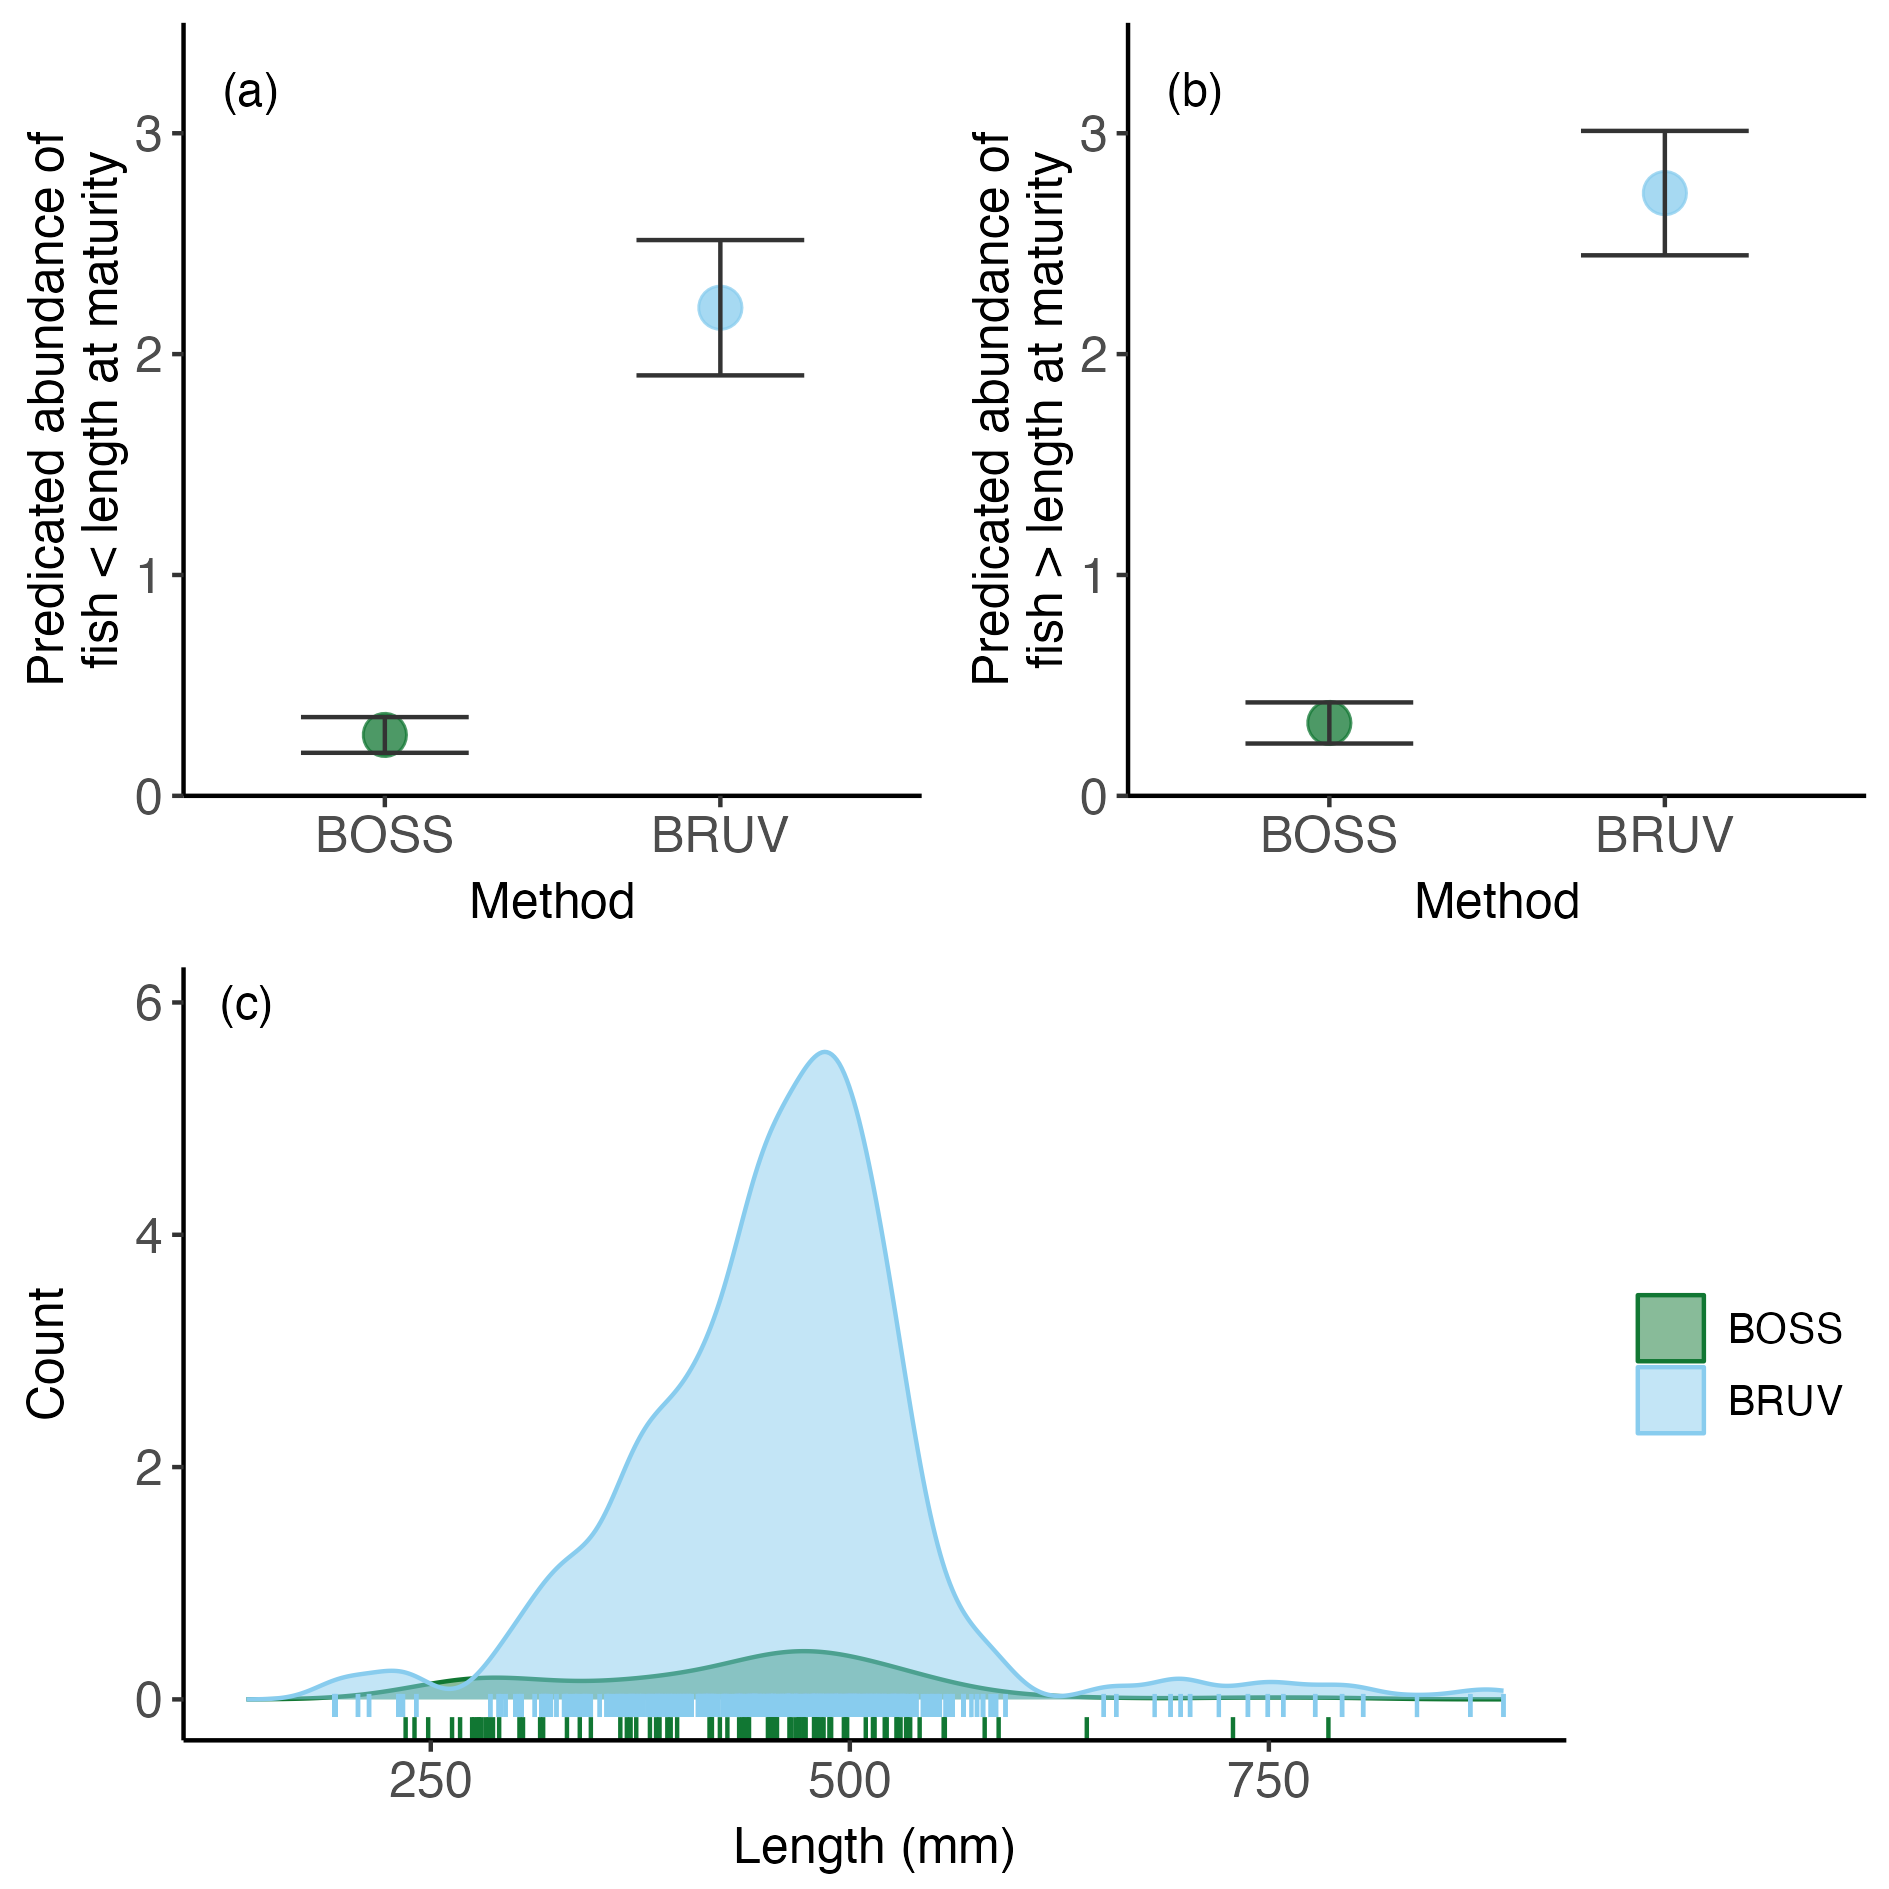 (a)
Predicated abundance of
fish < length at maturity
3
2
1
0
BOSS BRUV
Method
(b)
Predicated abundance of
fish > length at maturity
3
2
1
0
BOSS BRUV
Method
(c)
Count
6
4
2
0
250 500 750
Length (mm)
BOSS
BRUV